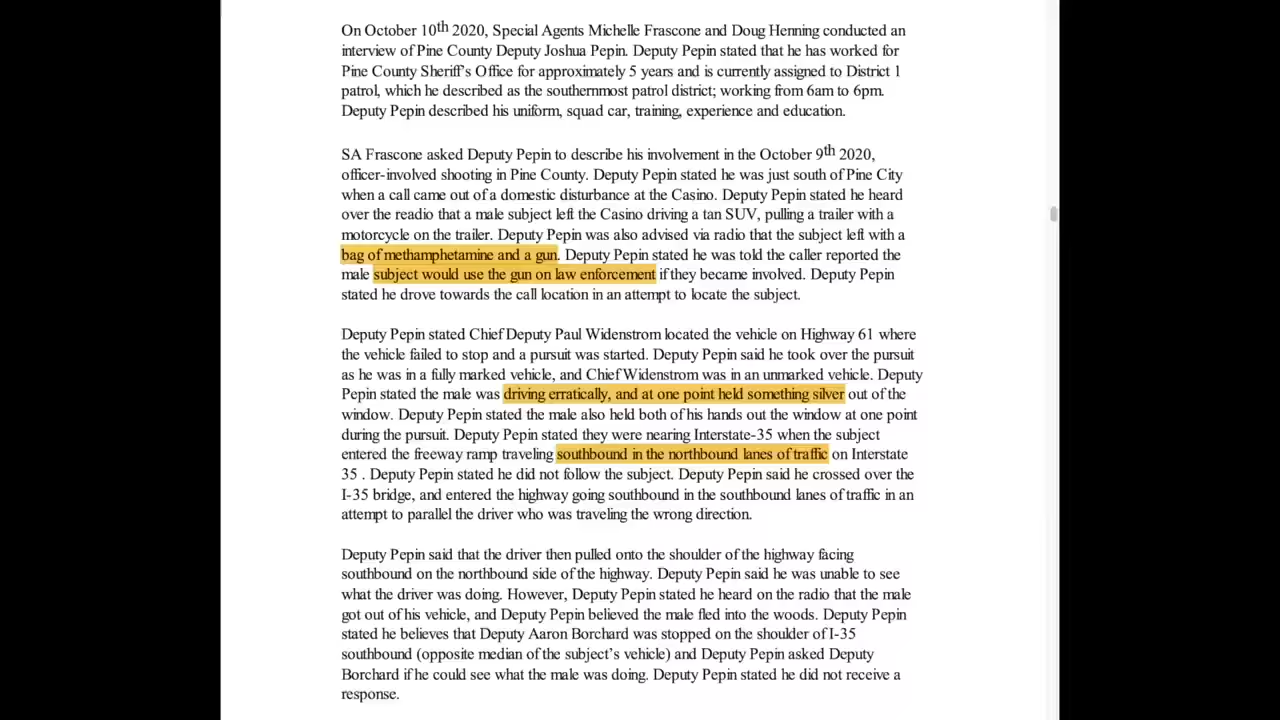 On October 10th 2020, Special Agents Michelle Frascone and Doug Henning conducted an
interview of Pine County Deputy Joshua Pepin. Deputy Pepin stated that he has worked for
Pine County Sheriff's Office for approximately 5 years and is currently assigned to District 1
patrol, which he described as the southernmost patrol district; working from 6am to 6pm.
Deputy Pepin described his uniform, squad car, training, experience and education.
SA Frascone asked Deputy Pepin to describe his involvement in the October 9th 2020,
officer-involved shooting in Pine County. Deputy Pepin stated he was just south of Pine City
when a call came out of a domestic disturbance at the Casino. Deputy Pepin stated he heard
over the readio that a male subject left the Casino driving a tan SUV, pulling a trailer with a
motorcycle on the trailer. Deputy Pepin was also advised via radio that the subject left with a
bag of methamphetamine and a gun. Deputy Pepin stated he was told the caller reported the
male subject would use the gun on law enforcement if they became involved. Deputy Pepin
stated he drove towards the call location in an attempt to locate the subject.
Deputy Pepin stated Chief Deputy Paul Widenstrom located the vehicle on Highway 61 where
the vehicle failed to stop and a pursuit was started. Deputy Pepin said he took over the pursuit
as he was in a fully marked vehicle, and Chief Widenstrom was in an unmarked vehicle. Deputy
Pepin stated the male was driving erratically, and at one point held something silver out of the
window. Deputy Pepin stated the male also held both of his hands out the window at one point
during the pursuit. Deputy Pepin stated they were nearing Interstate-35 when the subject
entered the freeway ramp traveling southbound in the northbound lanes of traffic on Interstate
35 . Deputy Pepin stated he did not follow the subject. Deputy Pepin said he crossed over the
I-35 bridge, and entered the highway going southbound in the southbound lanes of traffic in an
attempt to parallel the driver who was traveling the wrong direction.
Deputy Pepin said that the driver then pulled onto the shoulder of the highway facing
southbound on the northbound side of the highway. Deputy Pepin said he was unable to see
what the driver was doing. However, Deputy Pepin stated he heard on the radio that the male
got out of his vehicle, and Deputy Pepin believed the male fled into the woods. Deputy Pepin
stated he believes that Deputy Aaron Borchard was stopped on the shoulder of I-35
southbound (opposite median of the subject's vehicle) and Deputy Pepin asked Deputy
Borchard if he could see what the male was doing. Deputy Pepin stated he did not receive a
response.